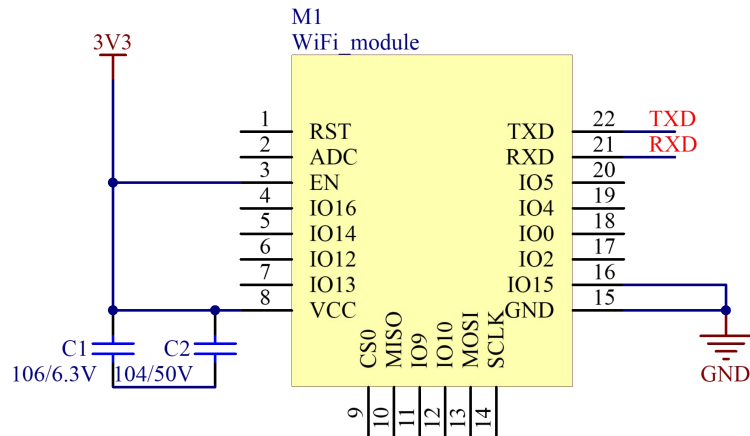 M1
WiFi_module
3V3
1 RST TXD 22 TXD
2 ADC RXD 21 RXD
3 EN IO5 20
4 IO16 IO4 19
5 IO14 IO0 18
6 IO12 IO2 17
7 IO13 IO15 16
8 VCC GND 15
CS0 MISO IO9 IO10 MOSI SCLK
9 10 11 12 13 14
C1 C2
106/6.3V 104/50V
GND